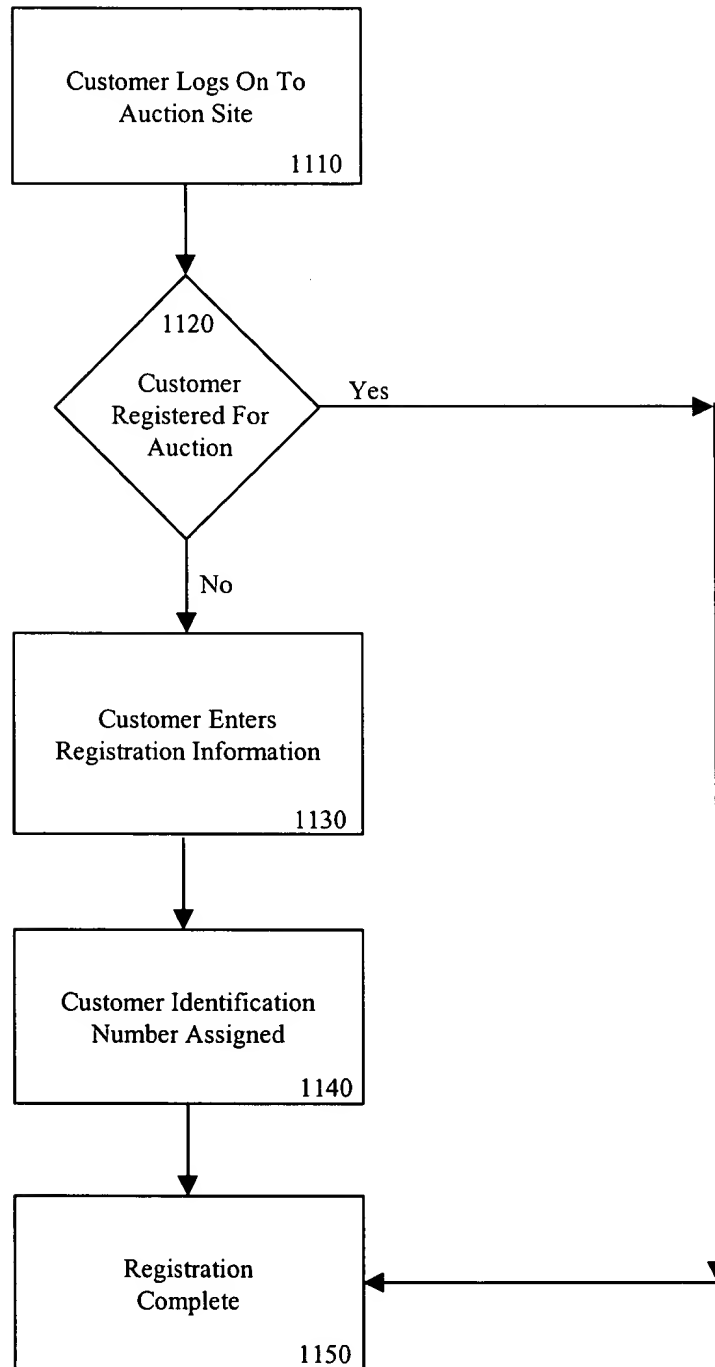 Customer Logs On To
Auction Site
1110
1120
Customer
Registered For
Auction
Yes
No
Customer Enters
Registration Information
1130
Customer Identification
Number Assigned
1140
Registration
Complete
1150